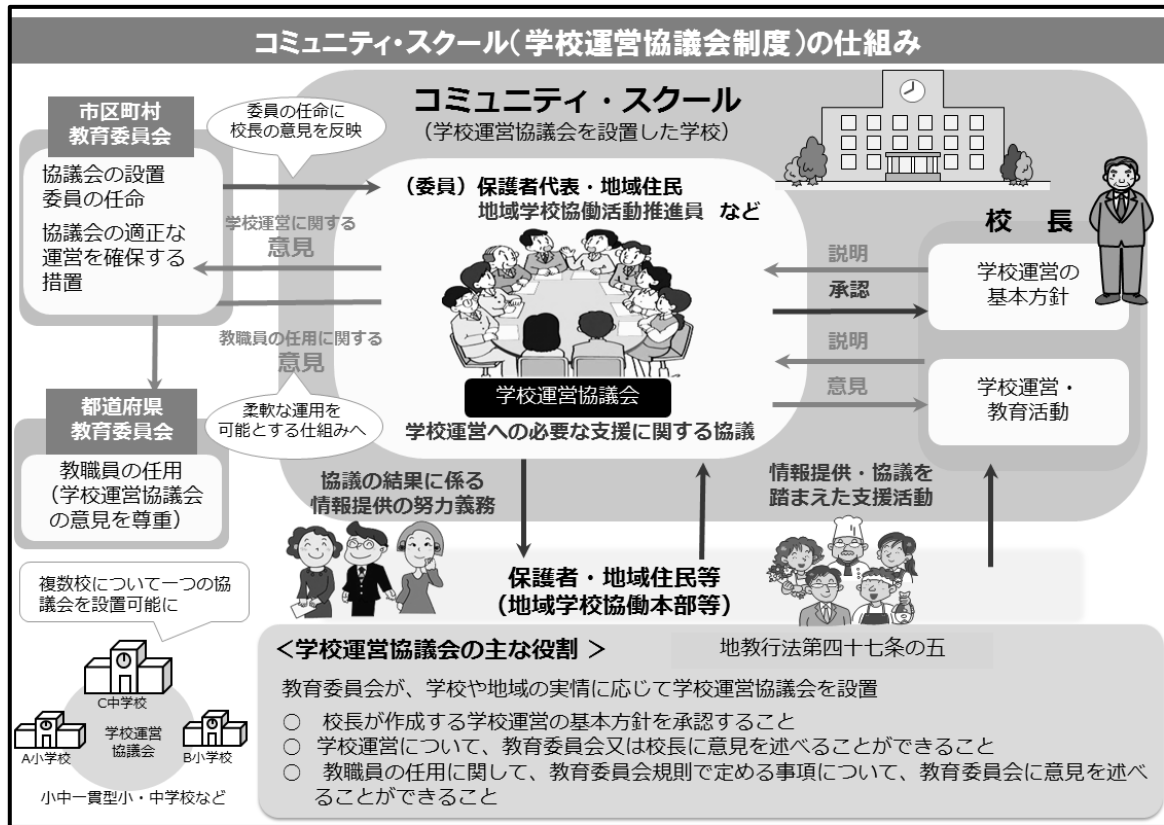 コミュニティ・スクール(学校運営協議会制度)の仕組み
市区町村
教育委員会
協議会の設置
委員の任命
協議会の適正な
運営を確保する
措置
委員の任命に
校長の意見を反映
コミュニティ・スクール
(学校運営協議会を設置した学校)
(委員)保護者代表・地域住民
地域学校協働活動推進員 など
学校運営に関する
意見
教職員の任用に関する
意見
柔軟な運用を
可能とする仕組みへ
学校運営協議会
学校運営への必要な支援に関する協議
校 長
説明
承認
学校運営の
基本方針
説明
意見
学校運営・
教育活動
都道府県
教育委員会
教職員の任用
(学校運営協議会
の意見を尊重)
協議の結果に係る
情報提供の努力義務
情報提供・協議を
踏まえた支援活動
保護者・地域住民等
(地域学校協働本部等)
複数校について一つの協
議会を設置可能に
C中学校
学校運営
協議会
A小学校
B小学校
小中一貫型小・中学校など
<学校運営協議会の主な役割 >
地教行法第四十七条の五
教育委員会が、学校や地域の実情に応じて学校運営協議会を設置
○ 校長が作成する学校運営の基本方針を承認すること
○ 学校運営について、教育委員会又は校長に意見を述べることができること
○ 教職員の任用に関して、教育委員会規則で定める事項について、教育委員会に意見を述べ
ることができること